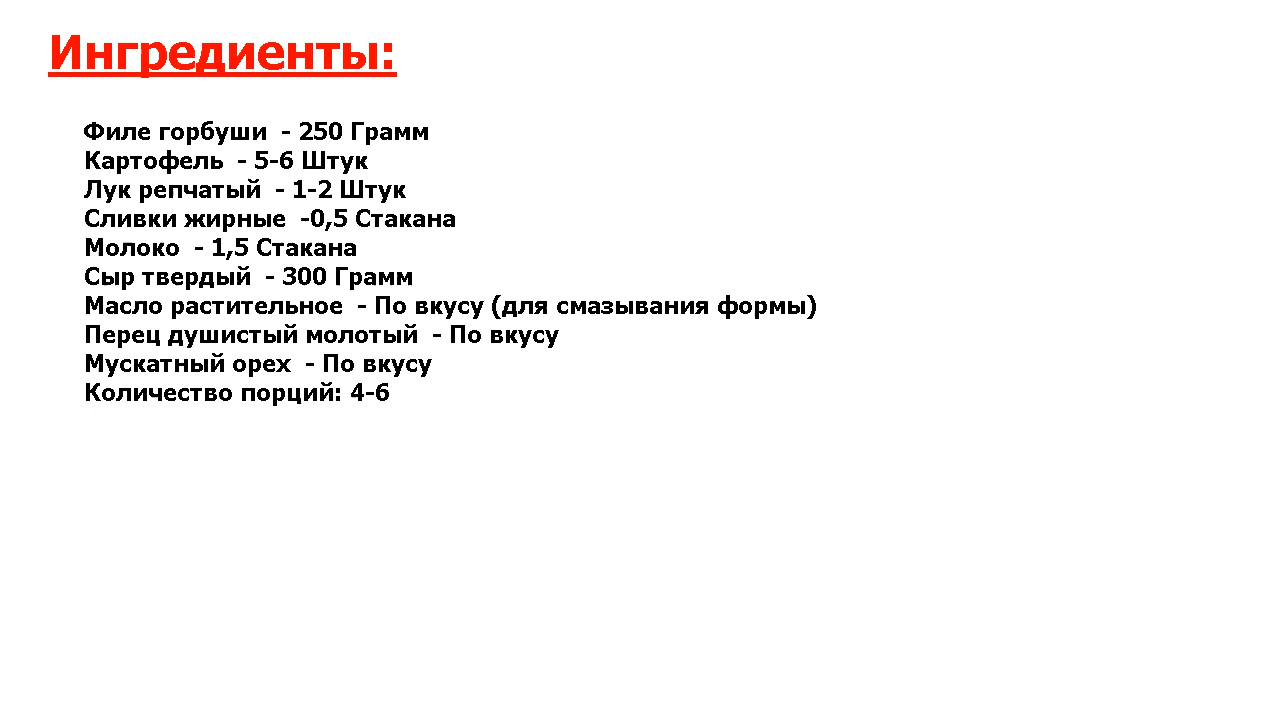 Ингредиенты:
Филе горбуши  - 250 Грамм
Картофель  - 5-6 Штук
Лук репчатый  - 1-2 Штук
Сливки жирные  -0,5 Стакана
Молоко  - 1,5 Стакана
Сыр твердый  - 300 Грамм
Масло растительное  - По вкусу (для смазывания формы)
Перец душистый молотый  - По вкусу
Мускатный орех  - По вкусу
Количество порций: 4-6